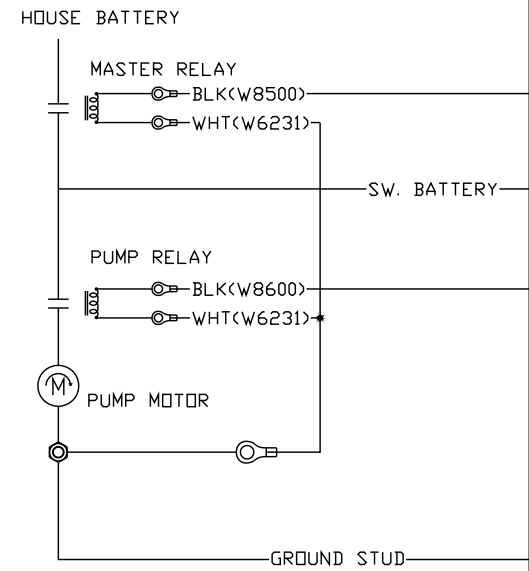 HOUSE BATTERY
MASTER RELAY
BLK(W8500)
WHT(W6231)
SW. BATTERY
PUMP RELAY
BLK(W8600)
WHT(W6231)
M
PUMP MOTOR
GROUND STUD